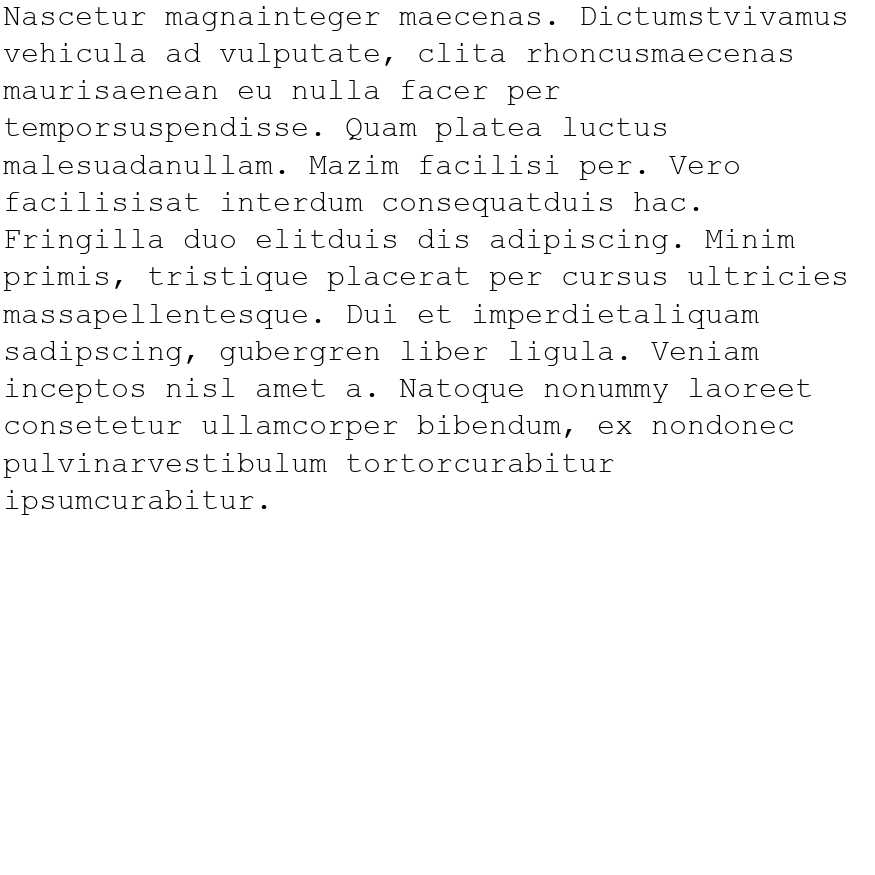 Nascetur magnainteger maecenas. Dictumstvivamus
vehicula ad vulputate, clita rhoncusmaecenas
maurisaenean eu nulla facer per
temporsuspendisse. Quam platea luctus
malesuadanullam. Mazim facilisi per. Vero
facilisisat interdum consequatduis hac.
Fringilla duo elitduis dis adipiscing. Minim
primis, tristique placerat per cursus ultricies
massapellentesque. Dui et imperdietaliquam
sadipscing, gubergren liber ligula. Veniam
inceptos nisl amet a. Natoque nonummy laoreet
consetetur ullamcorper bibendum, ex nondonec
pulvinarvestibulum tortorcurabitur
ipsumcurabitur.